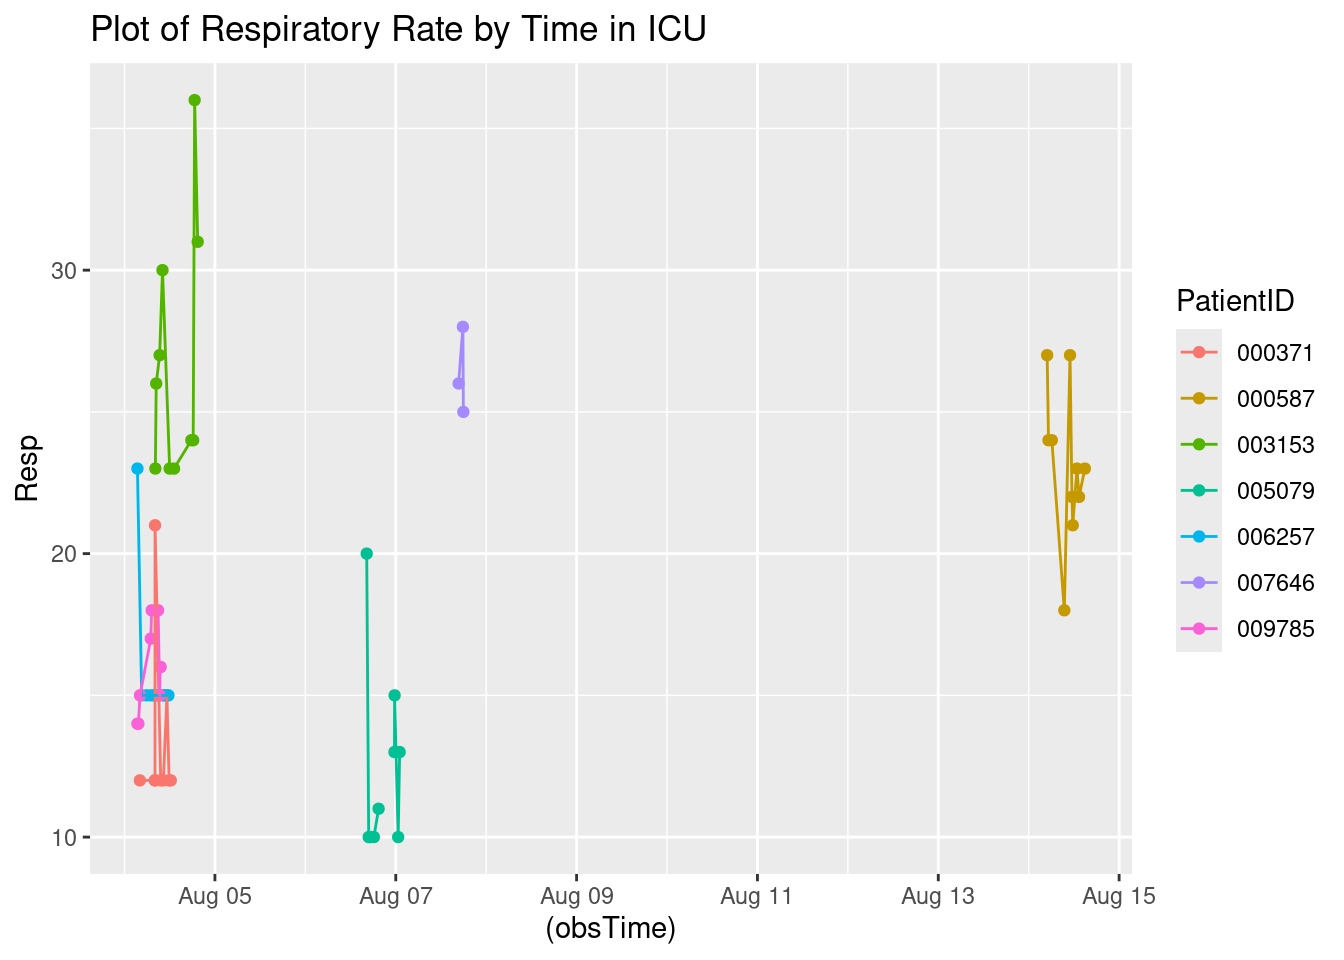 Plot of Respiratory Rate by Time in ICU
Resp
30
20
10
Aug 05
Aug 07
Aug 09
Aug 11
Aug 13
Aug 15
(obsTime)
PatientID
000371
000587
003153
005079
006257
007646
009785